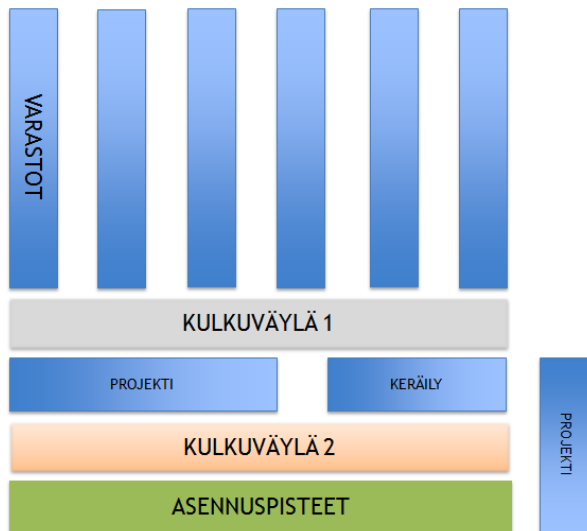 VARASTOT
KULKUVÄYLÄ 1
PROJEKTI
KERÄILY
PROJEKTI
KULKUVÄYLÄ 2
ASENNUSPISTEET